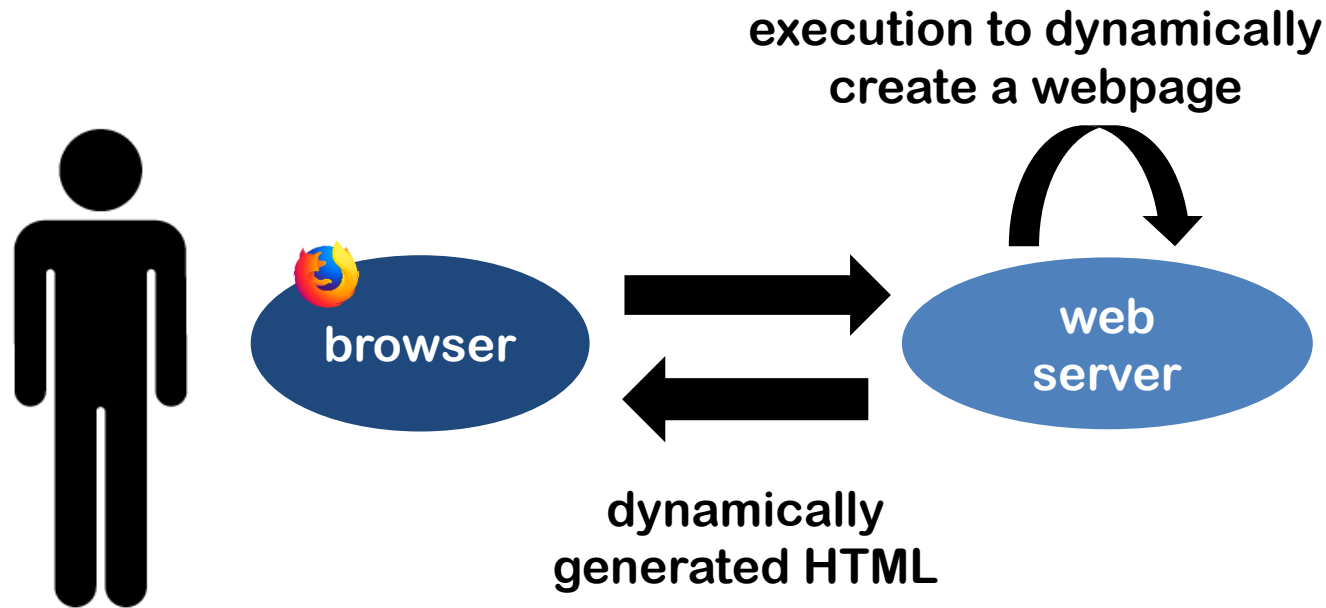 execution to dynamically
create a webpage
browser
web
server
dynamically
generated HTML